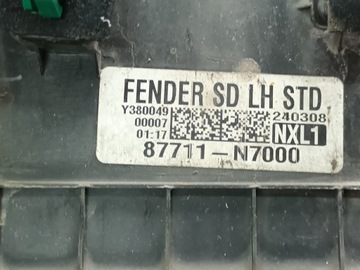 FENDER SD LH STD
Y380049
00007
01:17
240308
NXL1
87711-N7000